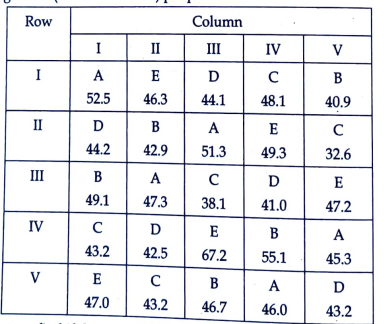 Row Column
I II III IV V
I A E D C B
52.5 46.3 44.1 48.1 40.9
II D B A E C
44.2 42.9 51.3 49.3 32.6
III B A C D E
49.1 47.3 38.1 41.0 47.2
IV C D E B A
43.2 42.5 67.2 55.1 45.3
V E C B A D
47.0 43.2 46.7 46.0 43.2